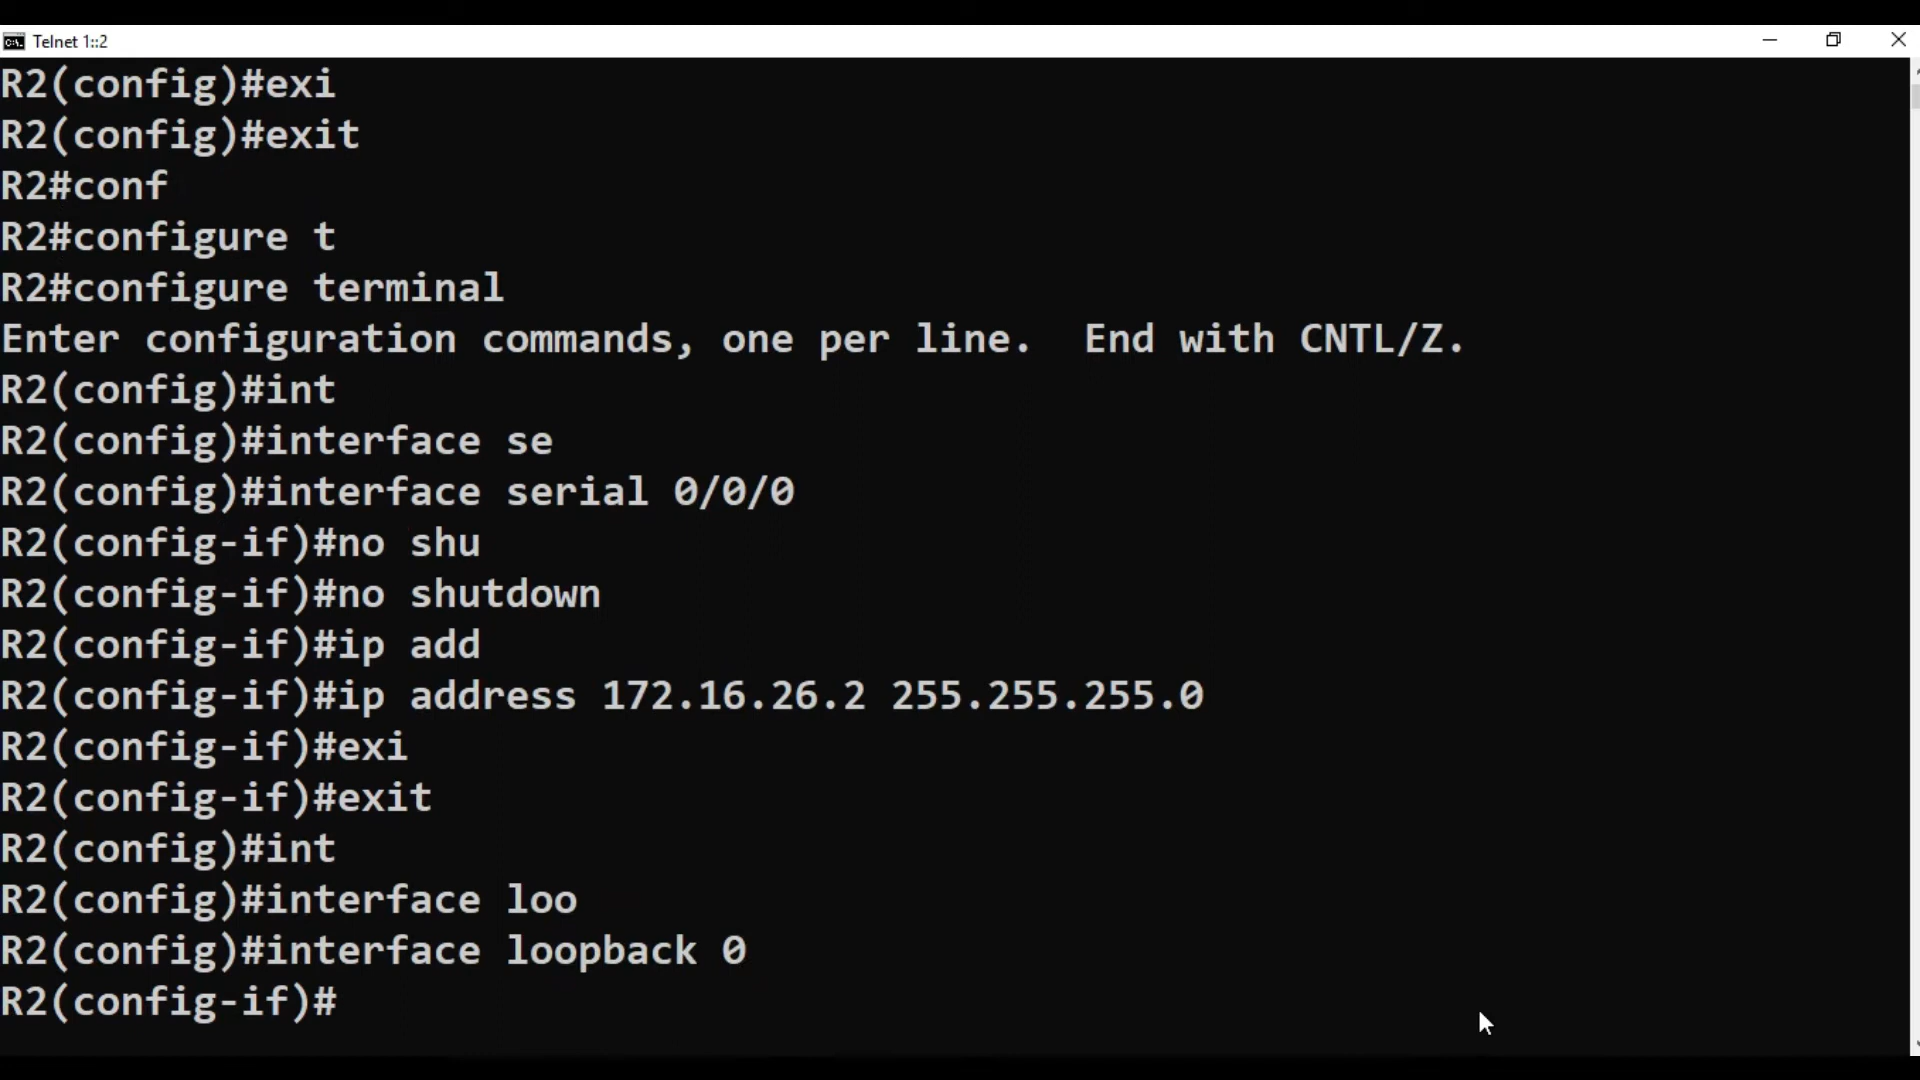 Telnet 1::2
R2(config)#exi
R2(config)#exit
R2#conf
R2#configure t
R2#configure terminal
Enter configuration commands, one per line.  End with CNTL/Z.
R2(config)#int
R2(config)#interface se
R2(config)#interface serial 0/0/0
R2(config-if)#no shu
R2(config-if)#no shutdown
R2(config-if)#ip add
R2(config-if)#ip address 172.16.26.2 255.255.255.0
R2(config-if)#exi
R2(config-if)#exit
R2(config)#int
R2(config)#interface loo
R2(config)#interface loopback 0
R2(config-if)#